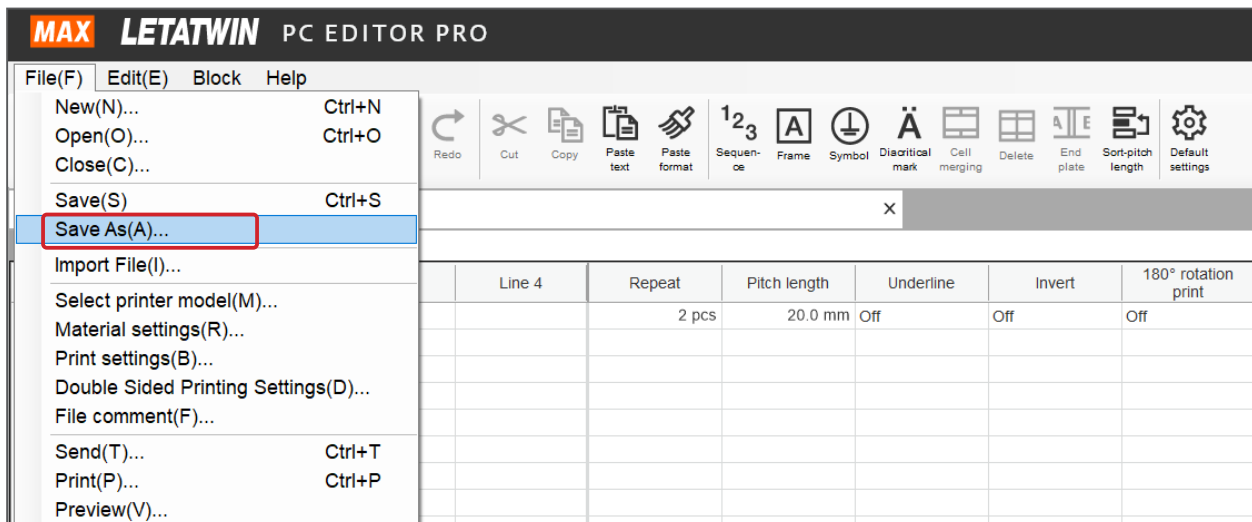 MAX LETATWIN PC EDITOR PRO
File(F) Edit(E) Block Help
New(N)... Ctrl+N
Open(O)... Ctrl+O
Close(C)...
Save(S) Ctrl+S
Save As(A)...
Import File(I)...
Select printer model(M)...
Material settings(R)...
Print settings(B)...
Double Sided Printing Settings(D)...
File comment(F)...
Send(T)... Ctrl+T
Print(P)... Ctrl+P
Preview(V)...
Redo
Cut
Copy
Paste
text
Paste
format
1 2 3
Sequen-
ce
A
Frame
Symbol
Ä
Diacritical
mark
Cell
merging
Delete
A E
End
plate
Sort-pitch
length
Default
settings
×
Line 4 Repeat Pitch length Underline Invert 180° rotation
print
2 pcs 20.0 mm Off Off Off